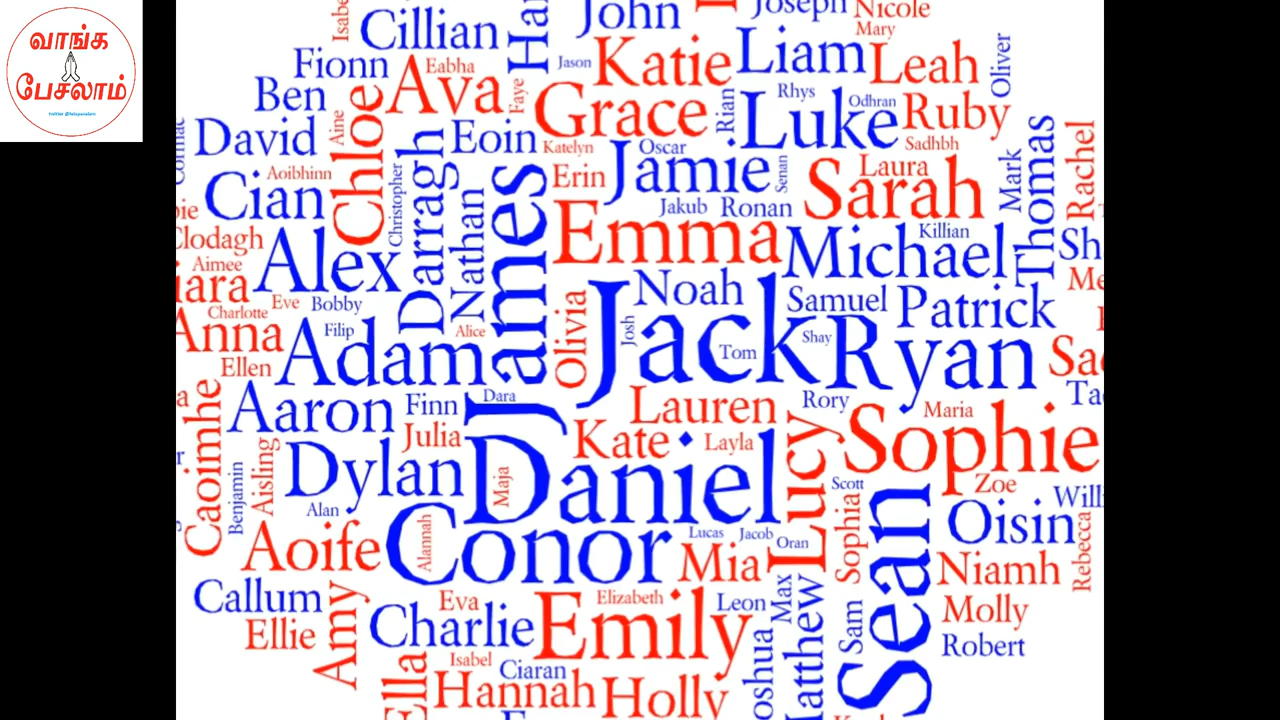 வாங்க
பேசலாம்
twitter @letspesalam
John
Joseph
Nicole
Cillian
Mary
Fionn
Eabha
Jason
Katie
Liam
Leah
Oliver
Ben
Ava
Faye
Grace
Rhys
Odhran
Rian
Luke
Ruby
David
Chloe
Aine
Eoin
Katelyn
Oscar
Sadhbh
Aoibhinn
Christopher
Darragh
Erin
Jamie
Senan
Laura
Mark
Thomas
Rachel
Cian
Nathan
James
Jakub
Ronan
Sarah
Clodagh
Emma
Killian
Michael
Aimee
Alex
Noah
Samuel
Patrick
Eve
Bobby
Charlotte
Olivia
Josh
Jack
Anna
Filip
Alice
Tom
Shay
Ryan
Ellen
Adam
Aaron
Finn
Dara
Lauren
Rory
Maria
Caoimhe
Julia
Kate
Layla
Lucy
Sophie
Aisling
Benjamin
Dylan
Maja
Daniel
Scott
Zoe
Alan
Conor
Alannah
Lucas
Jacob
Oran
Sophia
Sean
Oisin
Rebecca
Aoife
Mia
Niamh
Callum
Amy
Eva
Elizabeth
Leon
Max
Sam
Molly
Ellie
Charlie
Emily
Robert
Isabel
Ciaran
Ella
Hannah
Holly